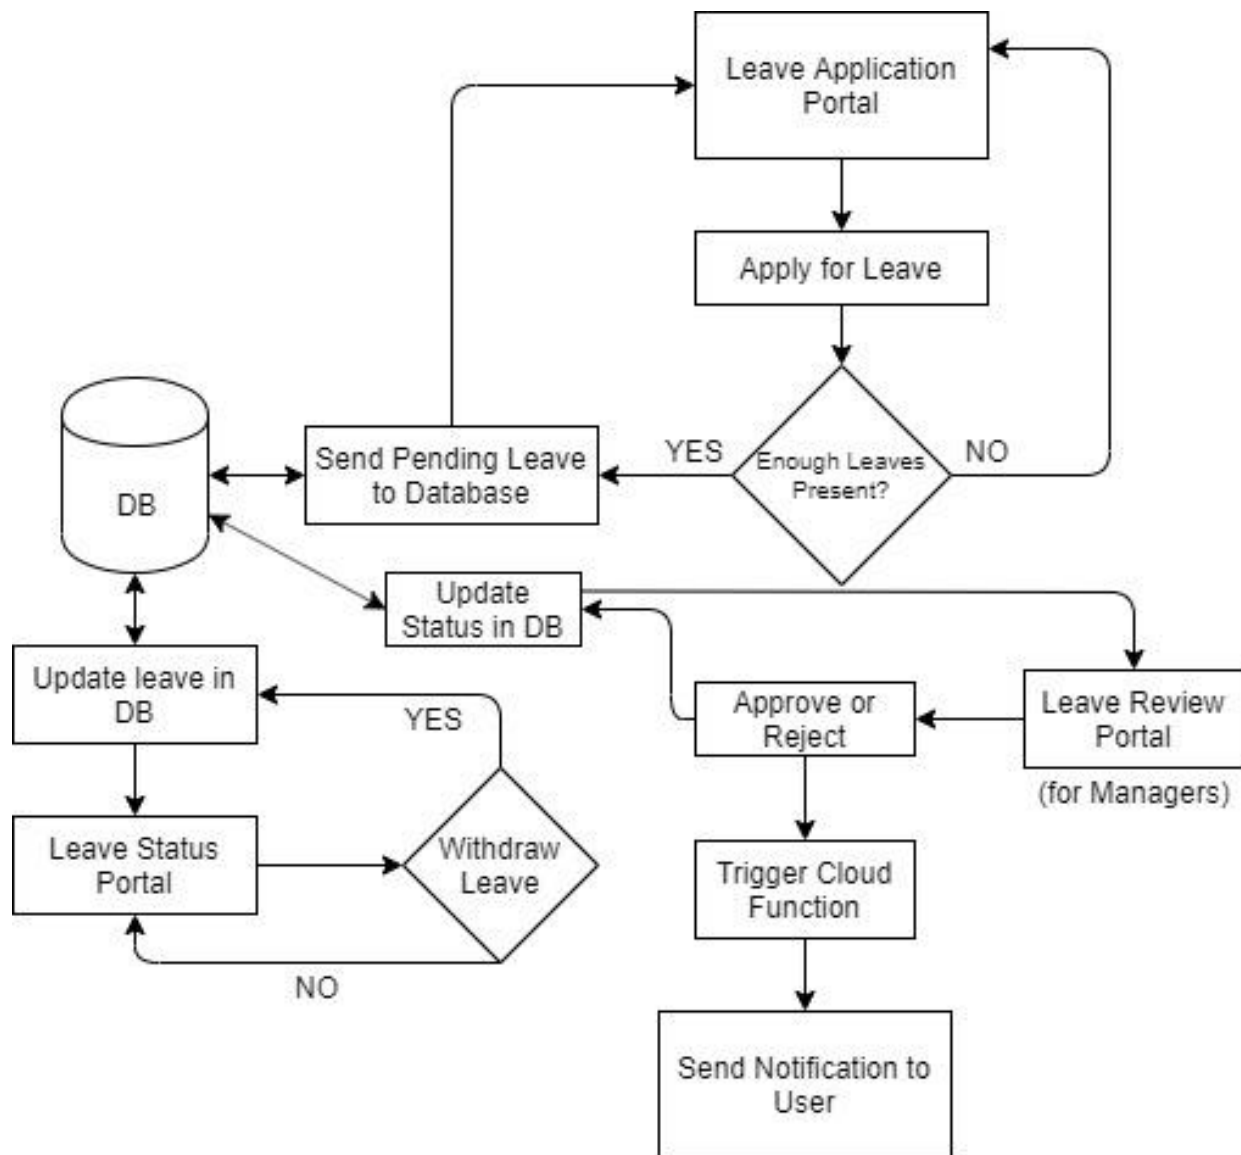 Leave Application
Portal
Apply for Leave
Enough Leaves
Present?
YES
NO
Send Pending Leave
to Database
DB
Update
Status in DB
Update leave in
DB
YES
Approve or
Reject
Leave Review
Portal
(for Managers)
Leave Status
Portal
Withdraw
Leave
NO
Trigger Cloud
Function
Send Notification to
User